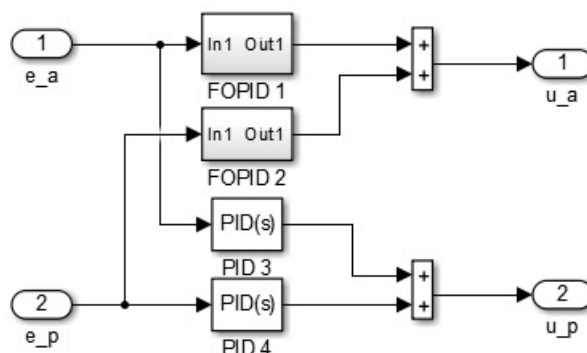 1
e_a
In1 Out1
FOPID 1
+
+
1
u_a
In1 Out1
FOPID 2
PID(s)
PID 3
2
e_p
PID(s)
PID 4
+
+
2
u_p